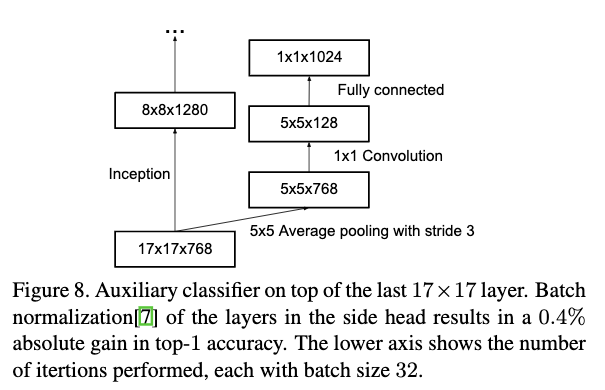 ...
1x1x1024
Fully connected
8x8x1280
5x5x128
1x1 Convolution
Inception
5x5x768
5x5 Average pooling with stride 3
17x17x768
Figure 8. Auxiliary classifier on top of the last 17×17 layer. Batch
normalization[7] of the layers in the side head results in a 0.4%
absolute gain in top-1 accuracy. The lower axis shows the number
of itertions performed, each with batch size 32.